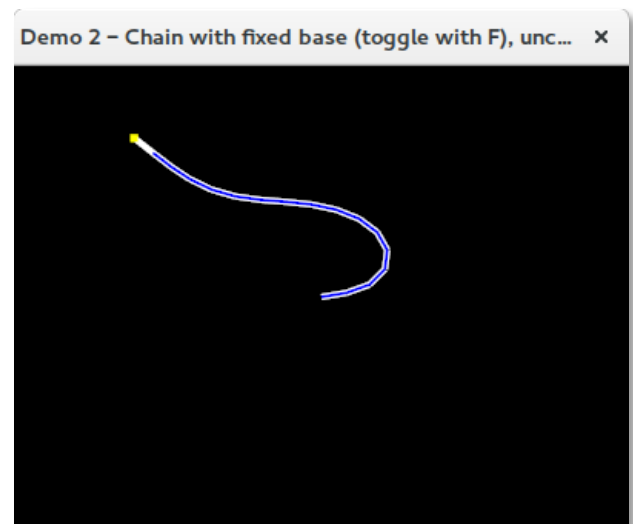 Demo 2 – Chain with fixed base (toggle with F), unc...